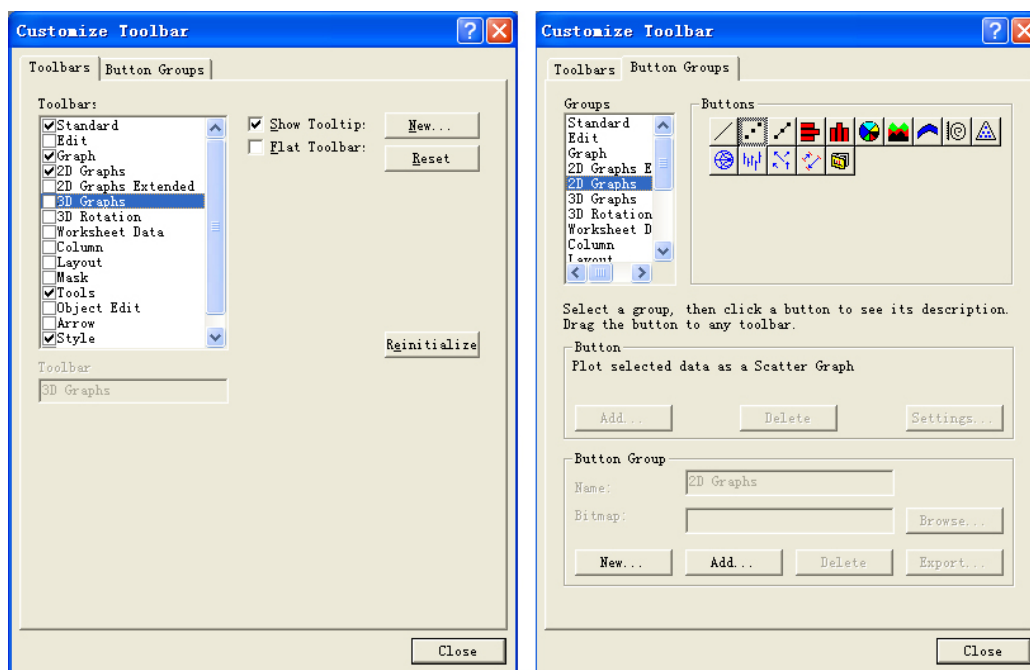 Customize Toolbar
Toolbars
Button Groups
Toolbar:
Standard
Edit
Graph
2D Graphs
2D Graphs Extended
3D Graphs
3D Rotation
Worksheet Data
Column
Layout
Mask
Tools
Object Edit
Arrow
Style
Show Tooltip:
Flat Toolbar:
New...
Reset
Reinitialize
Toolbar
3D Graphs
Close
Customize Toolbar
Toolbars
Button Groups
Groups
Standard
Edit
Graph
2D Graphs E
2D Graphs
3D Graphs
3D Rotation
Worksheet D
Column
Layout
Buttons
Select a group, then click a button to see its description.
Drag the button to any toolbar.
Button
Plot selected data as a Scatter Graph
Add...
Delete
Settings...
Button Group
Name:
2D Graphs
Bitmap:
Browse...
New...
Add...
Delete
Export...
Close